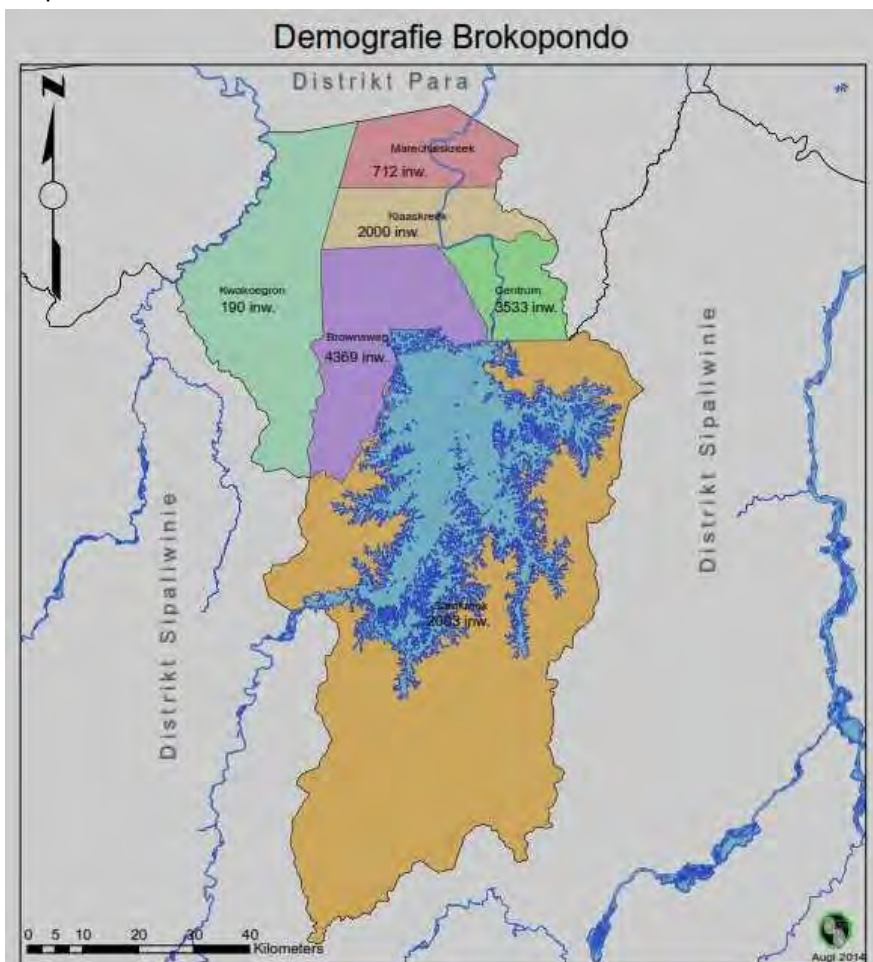 Demografie Brokopondo
Distrikt Para
Marechalskreek
712 inw.
Klaaskreek
2000 inw.
Kwakoegron
190 inw.
Centrum
3533 inw.
Brownsweg
4369 inw.
Distrikt Sipaliwinie
Distrikt Sipaliwinie
inw.
0 5 10 20 30 40
Kilometers
2014